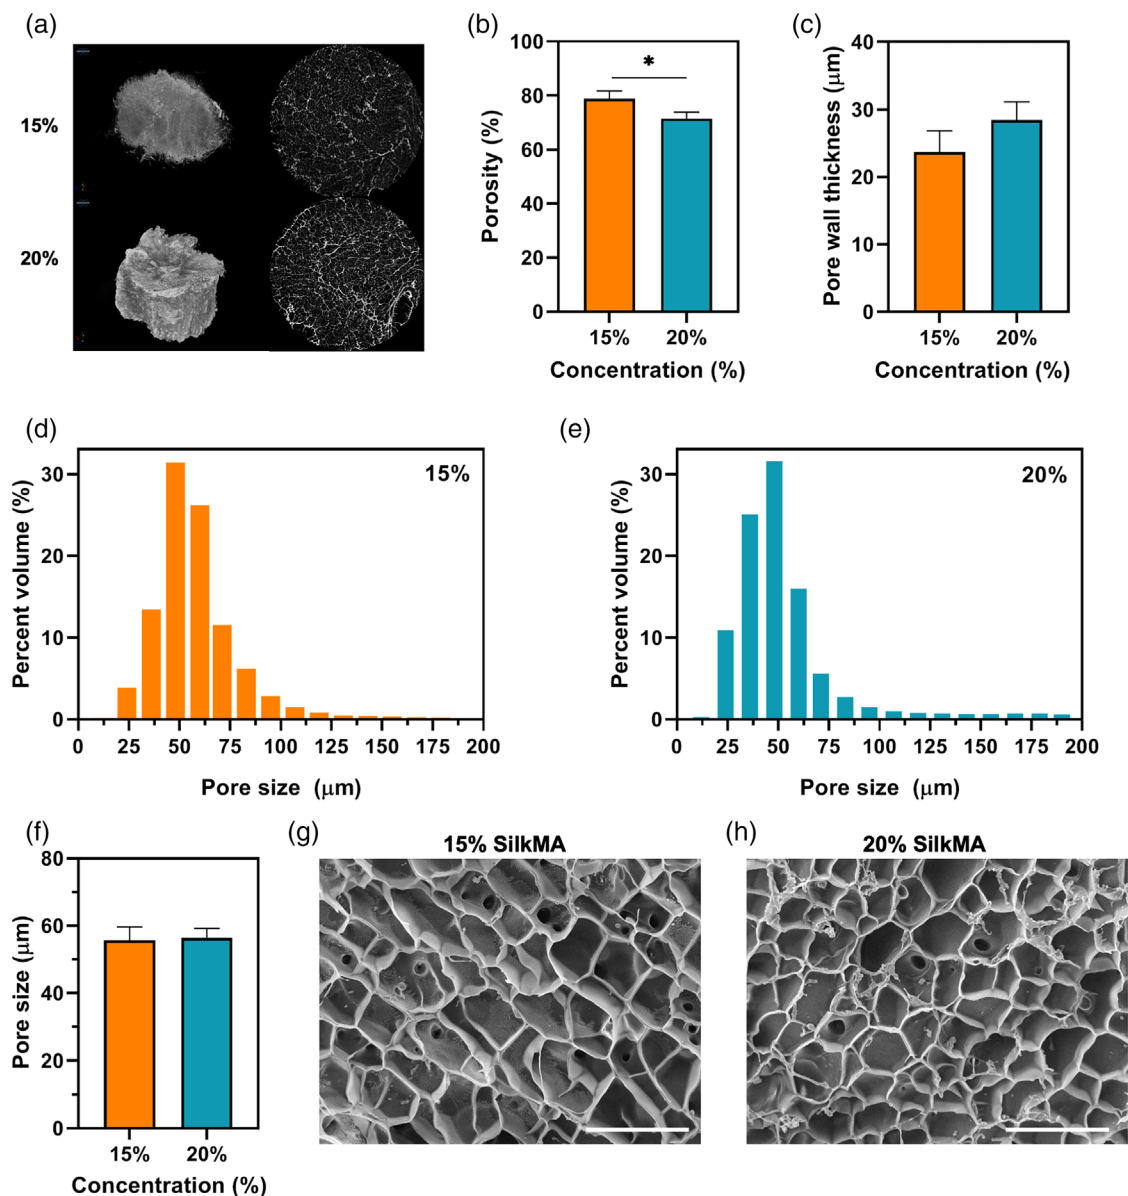 (a)
15%
20%
(b)
Porosity (%)
100
80
60
40
20
0
*
15%
20%
Concentration (%)
(c)
Pore wall thickness (μm)
40
30
20
10
0
15%
20%
Concentration (%)
(d)
15%
Percent volume (%)
30
20
10
0
0 25 50 75 100 125 150 175 200
Pore size (μm)
(e)
20%
Percent volume (%)
30
20
10
0
0 25 50 75 100 125 150 175 200
Pore size (μm)
(f)
Pore size (μm)
80
60
40
20
0
15%
20%
Concentration (%)
(g)
15% SilkMA
(h)
20% SilkMA